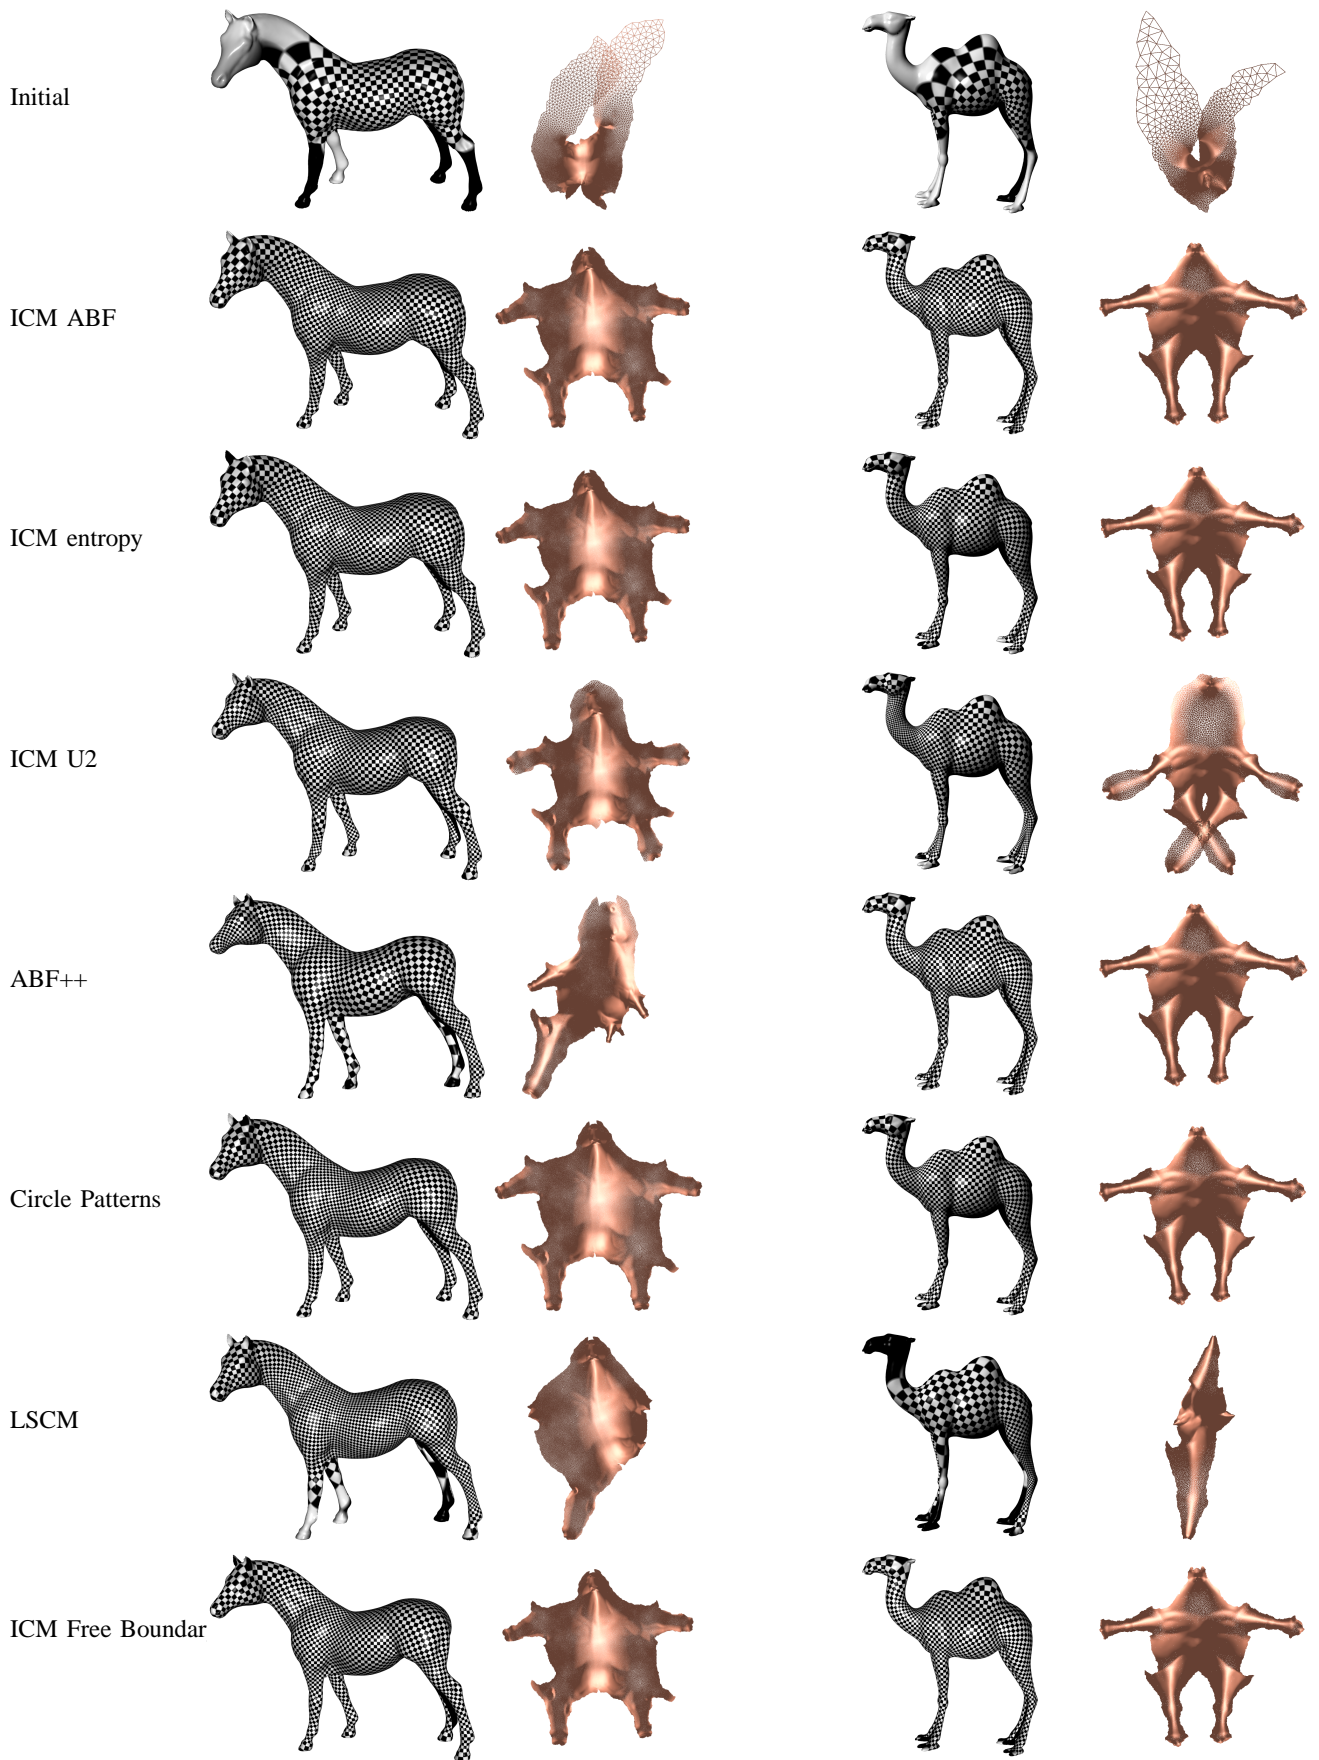 Initial
ICM ABF
ICM entropy
ICM U2
ABF++
Circle Patterns
LSCM
ICM Free Boundar